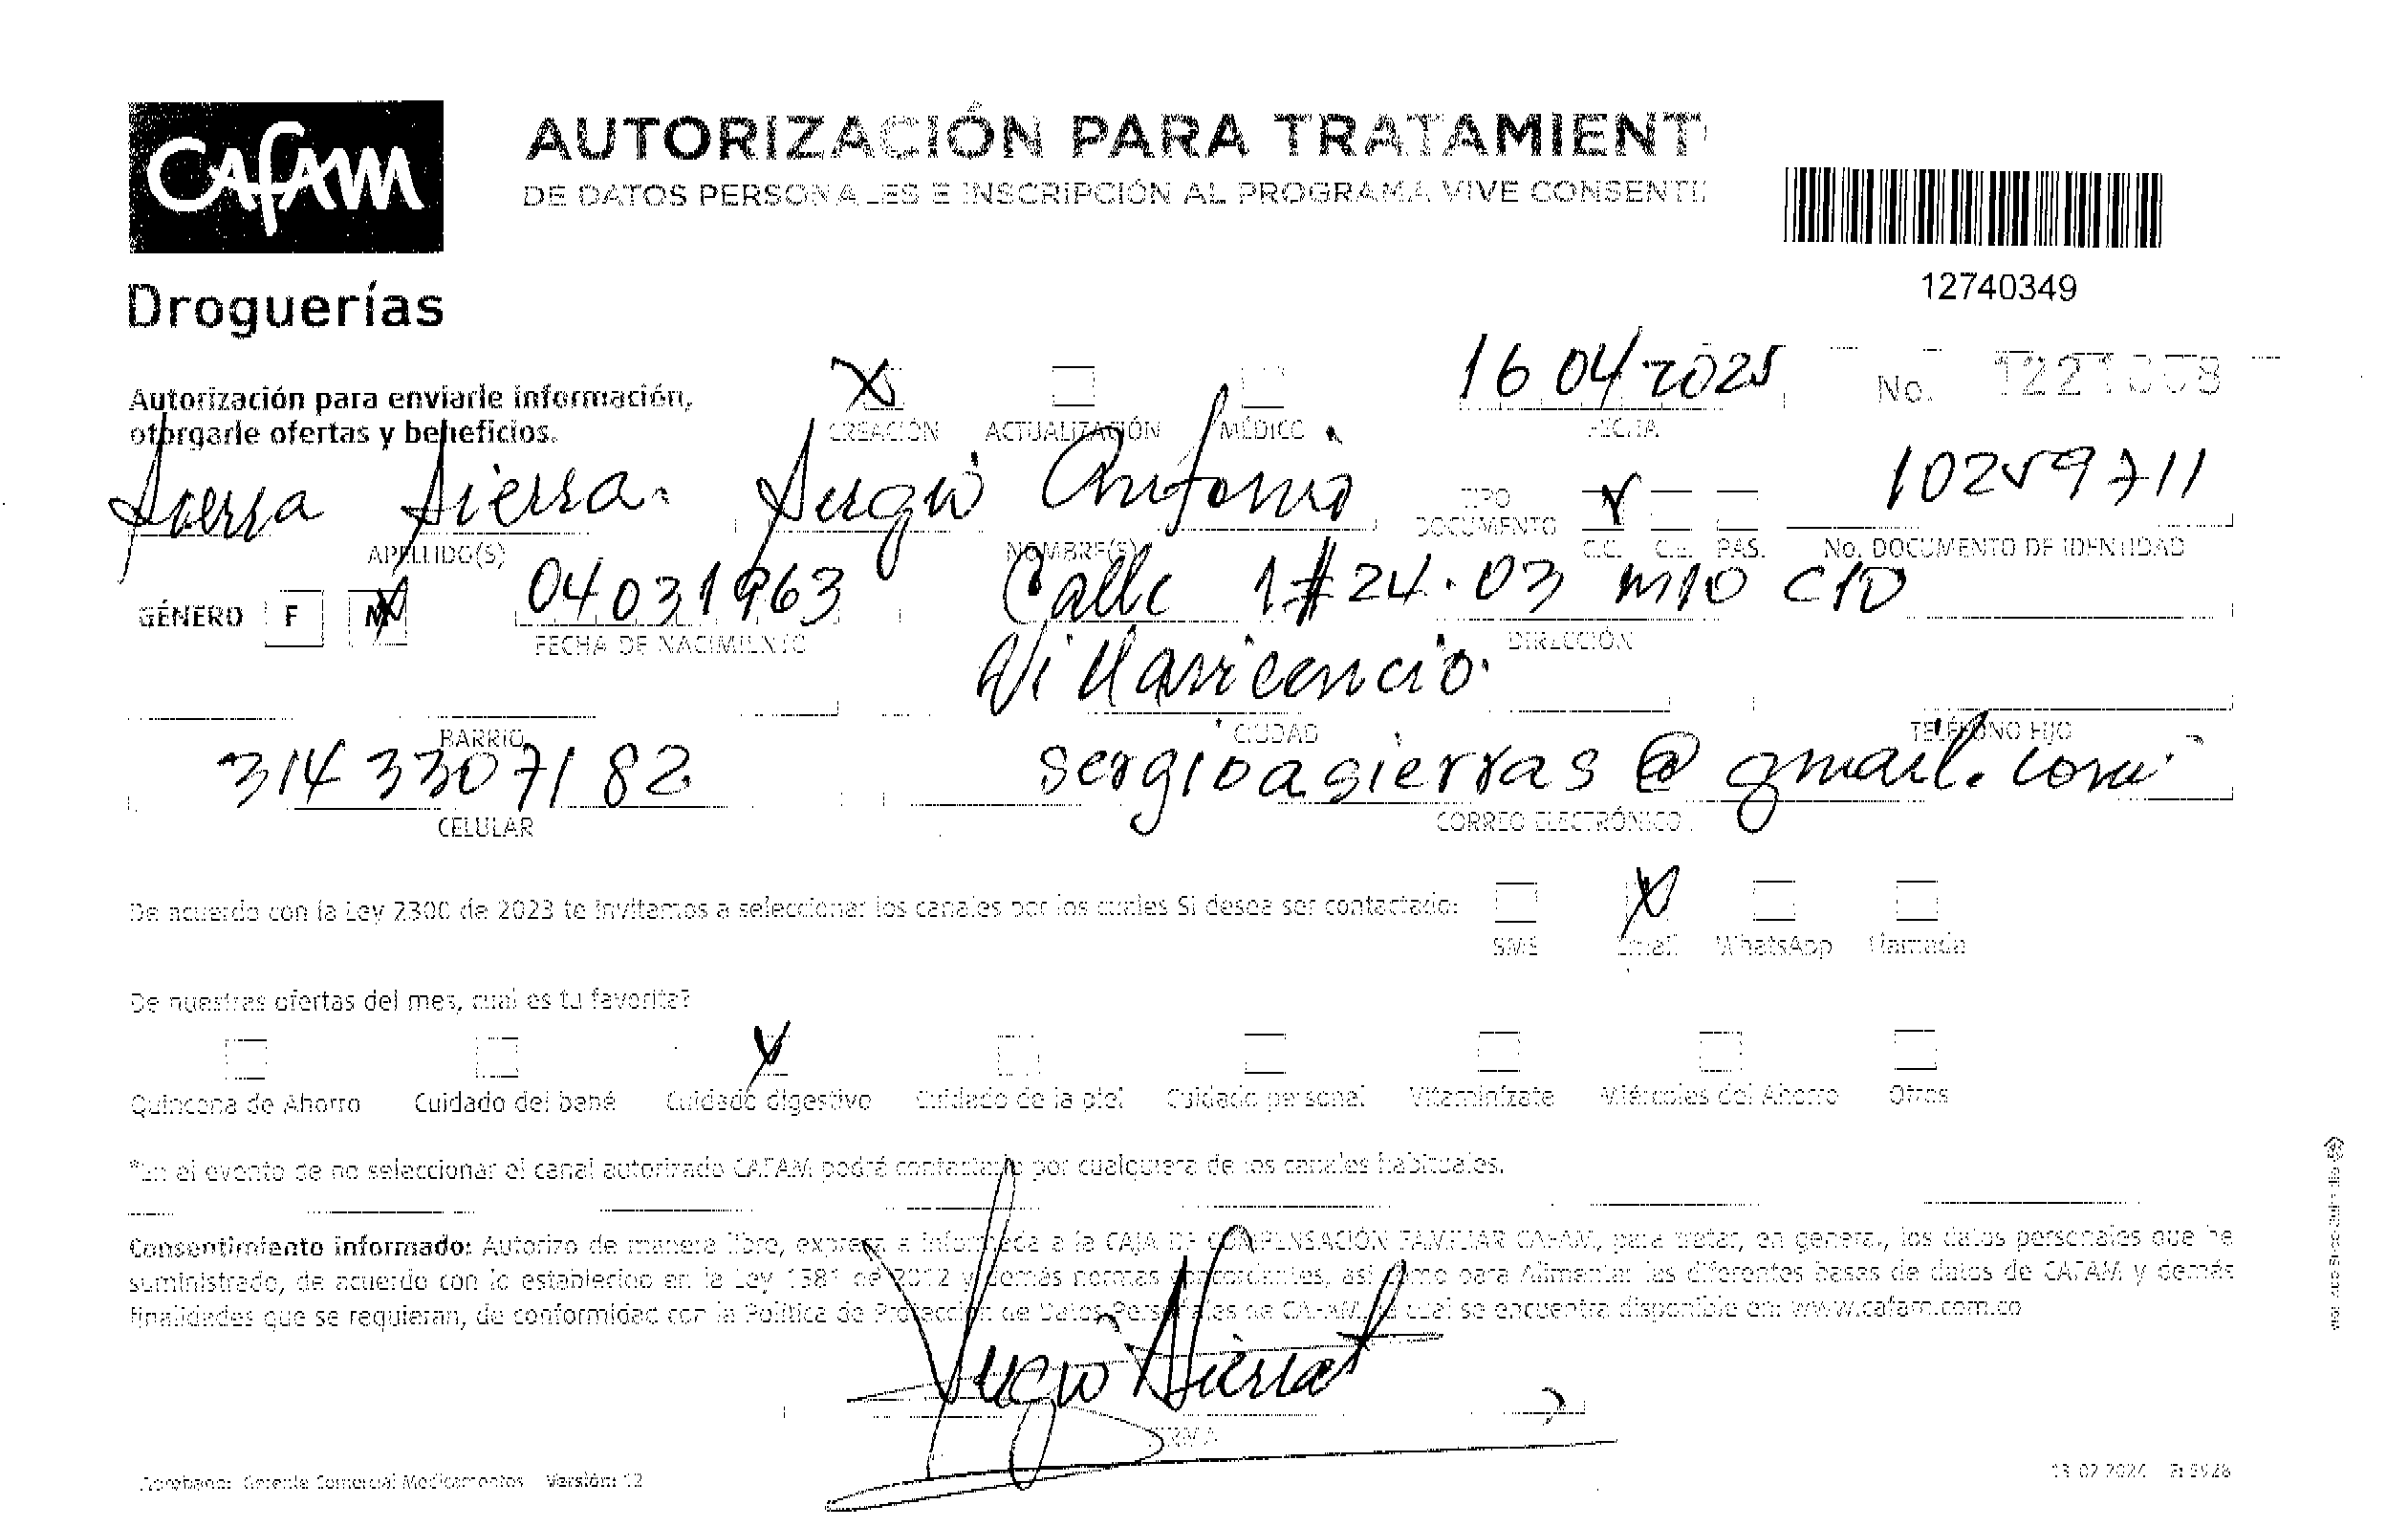 CAFAM
Droguerías
AUTORIZACIÓN PARA TRATAMIENT
DE DATOS PERSONALES E INSCRIPCIÓN AL PROGRAMA VIVE CONSENTI
12740349
Autorización para enviarle información,
otorgarle ofertas y beneficios.
X
CREACIÓN ACTUALIZACIÓN MÉDICO
16 04/2025
FECHA
No.
Sierra Sierra. Sergio Antonio
APELLIDO(S) NOMBRE(S)
TIPO DOCUMENTO X C.C. C.E. PAS.
10259711
No. DOCUMENTO DE IDENTIDAD
GÉNERO F M X
04031963
FECHA DE NACIMIENTO
Calle 1#24.03 M10 C10
DIRECCIÓN
Villavicencio.
BARRIO CIUDAD TELÉFONO FIJO
314 3307182 sergioasierras@gmail.com
CELULAR CORREO ELECTRÓNICO
De acuerdo con la Ley 2300 de 2023 te invitamos a seleccionar los canales por los cuales Si desea ser contactado:
X
SMS Email WhatsApp Llamada
De nuestras ofertas del mes, cual es tu favorita?
X
Quincena de Ahorro Cuidado del bebé Cuidado digestivo Cuidado de la piel Cuidado personal Vitamínízate Miércoles del Ahorro Otros
*En el evento de no seleccionar el canal autorizado CAFAM podrá contactarlo por cualquiera de los canales habituales.
Consentimiento informado: Autorizo de manera libre, expresa e informada a la CAJA DE COMPENSACIÓN FAMILIAR CAFAM, para tratar, en general, los datos personales que he
suministrado, de acuerdo con lo establecido en la Ley 1581 de 2012 y demás normas concordantes, así como para Alimentar las diferentes bases de datos de CAFAM y demás
finalidades que se requieran, de conformidad con la Política de Protección de Datos Personales de CAFAM, la cual se encuentra disponible en: www.cafam.com.co
Sergio Sierra
FIRMA
Aprobado: Gerente Comercial Medicamentos Versión: 12
13 02 2024